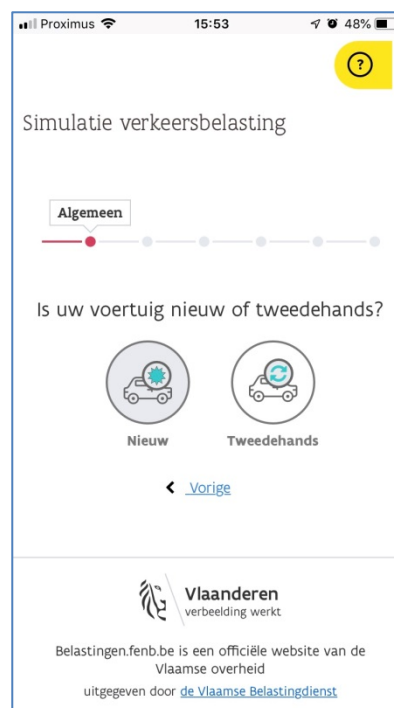 Proximus 15:53 48%
?
Simulatie verkeersbelasting
Algemeen
Is uw voertuig nieuw of tweedehands?
Nieuw Tweedehands
Vorige
Vlaanderen
verbeelding werkt
Belastingen.fenb.be is een officiële website van de
Vlaamse overheid
uitgegeven door de Vlaamse Belastingdienst